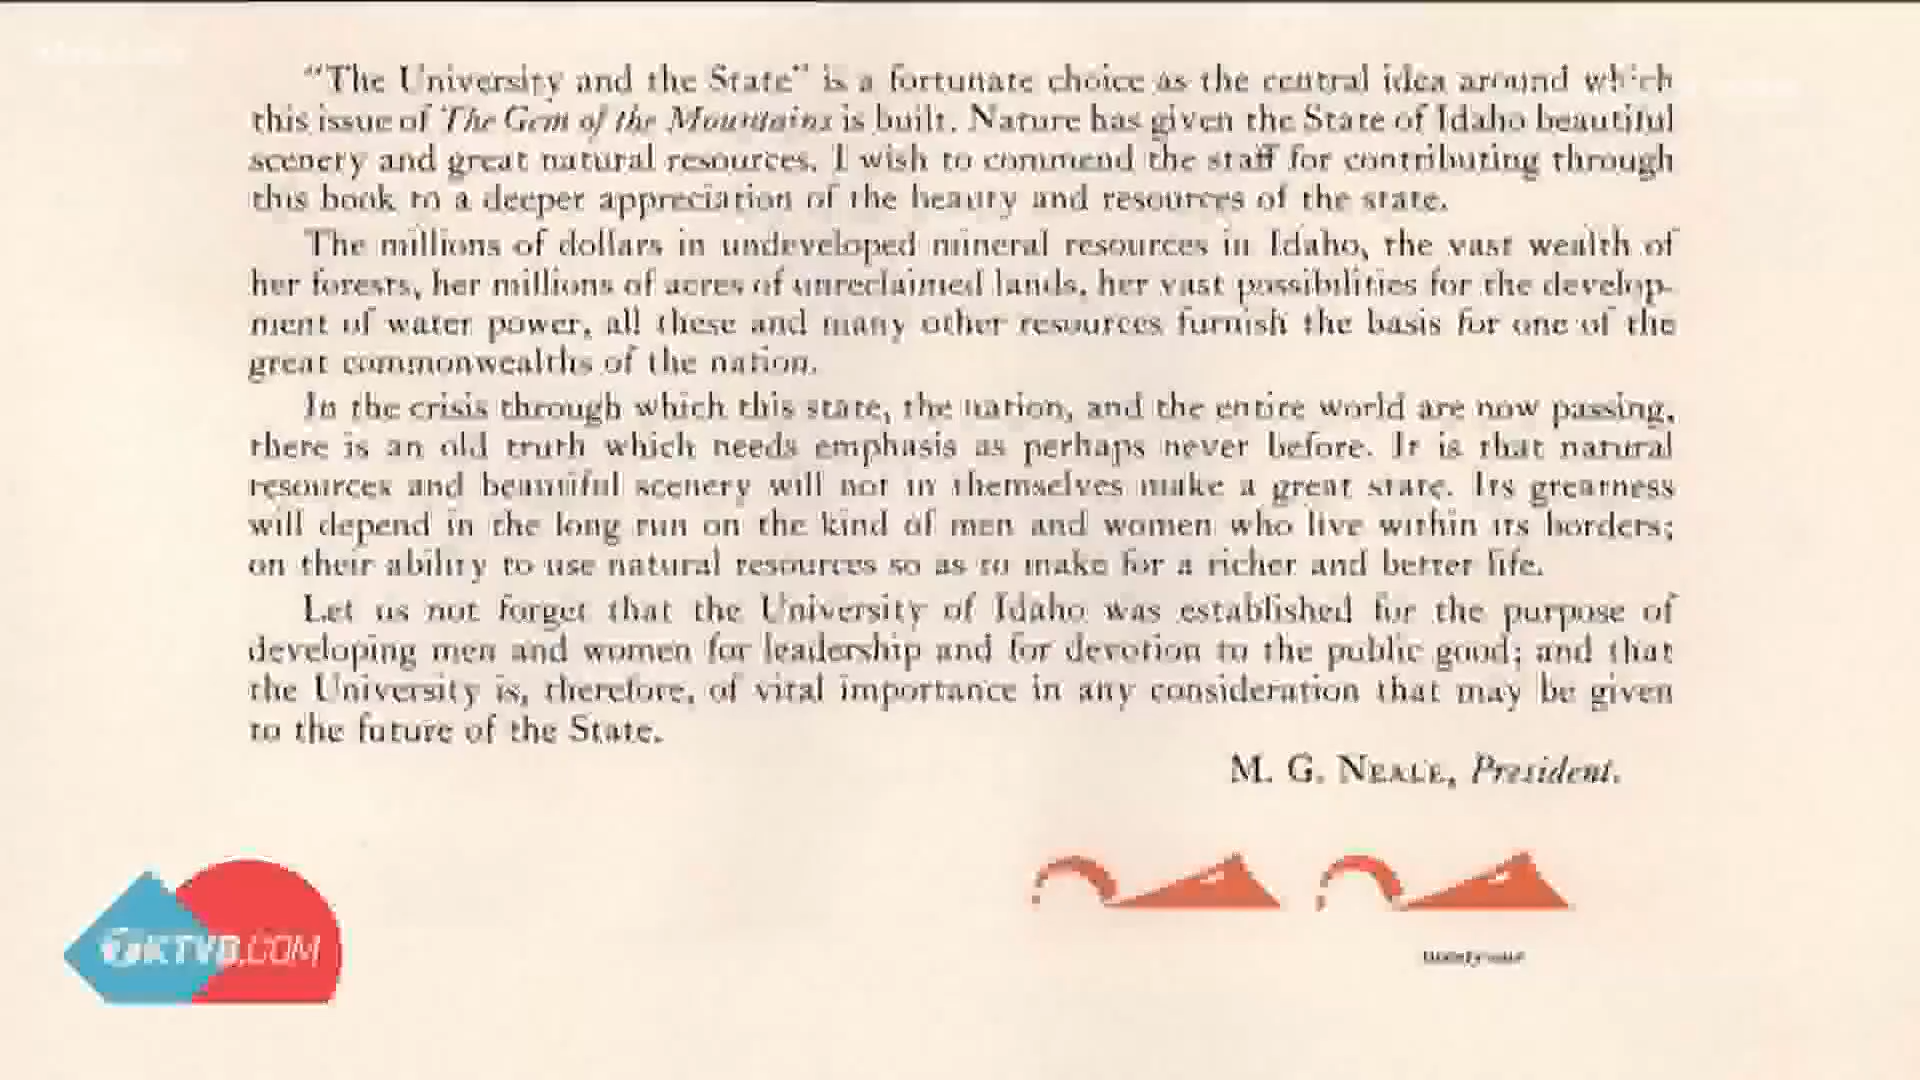 “The University and the State” is a fortunate choice as the central idea around which
this issue of The Gem of the Mountains is built. Nature has given the State of Idaho beautiful
scenery and great natural resources. I wish to commend the staff for contributing through
this book to a deeper appreciation of the beauty and resources of the state.
The millions of dollars in undeveloped mineral resources in Idaho, the vast wealth of
her forests, her millions of acres of unreclaimed lands, her vast possibilities for the develop-
ment of water power, all these and many other resources furnish the basis for one of the
great commonwealths of the nation.
In the crisis through which this state, the nation, and the entire world are now passing,
there is an old truth which needs emphasis as perhaps never before. It is that natural
resources and beautiful scenery will not in themselves make a great state. Its greatness
will depend in the long run on the kind of men and women who live within its borders;
on their ability to use natural resources so as to make for a richer and better life.
Let us not forget that the University of Idaho was established for the purpose of
developing men and women for leadership and for devotion to the public good; and that
the University is, therefore, of vital importance in any consideration that may be given
to the future of the State.
M. G. Neale, President.
7KTVB.COM